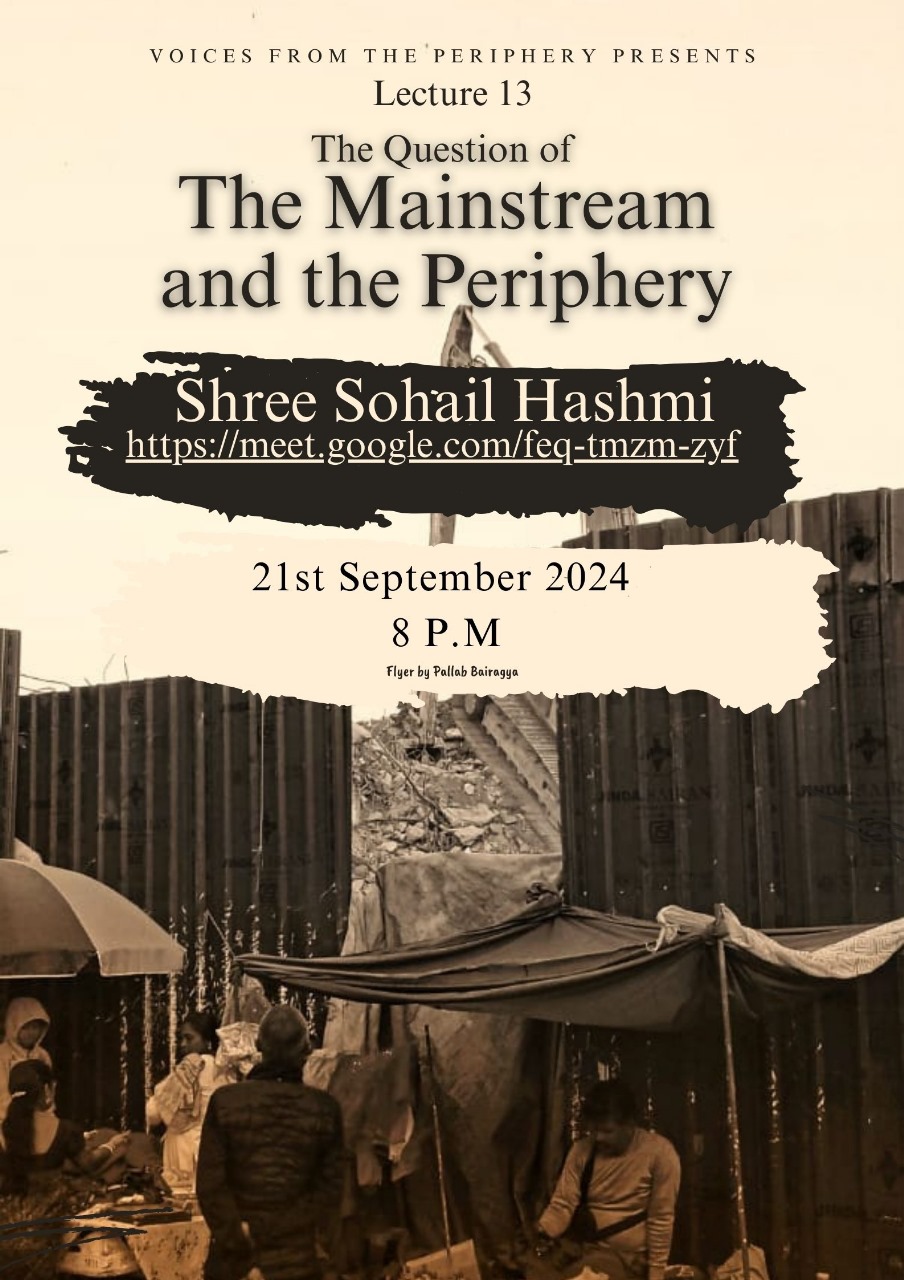 VOICES FROM THE PERIPHERY PRESENTS
Lecture 13
The Question of
The Mainstream
and the Periphery
Shree Sohail Hashmi
https://meet.google.com/feq-tmzm-zyf
21st September 2024
8 P.M
Flyer by Pallab Bairagya